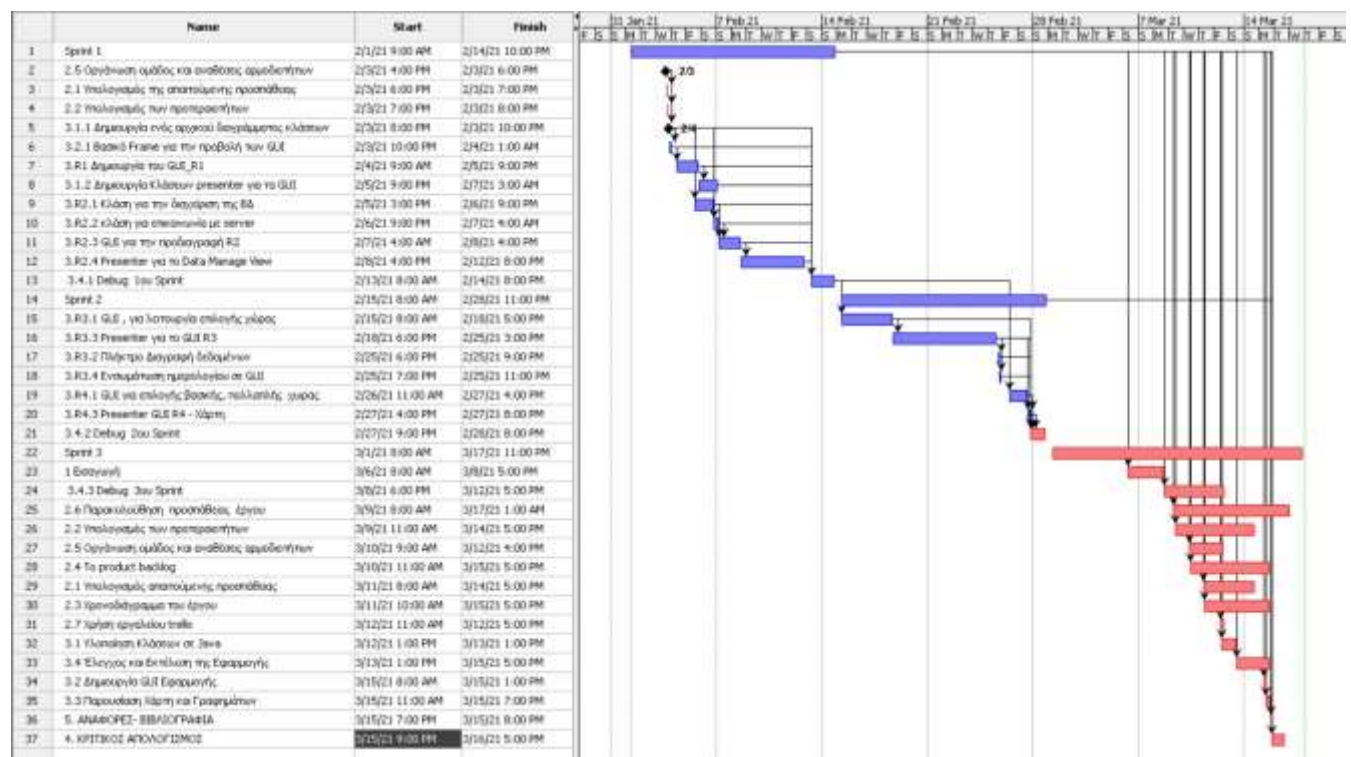 Name Start Finish 31 Jan 21 7 Feb 21 14 Feb 21 21 Feb 21 28 Feb 21 7 Mar 21 14 Mar 21
1 Sprint 1 2/1/21 9:00 AM 2/14/21 10:00 PM
2 2.5 Οργάνωση ομάδος και αναθέσεις αρμοδιοτήτων 2/3/21 4:00 PM 2/3/21 6:00 PM 2/3
3 2.1 Υπολογισμός της απαιτούμενης προσπάθειας 2/3/21 6:00 PM 2/3/21 7:00 PM
4 2.2 Υπολογισμός των προτεραιοτήτων 2/3/21 7:00 PM 2/3/21 8:00 PM
5 3.1.1 Δημιουργία ενός αρχικού διαγράμματος κλάσεων 2/3/21 8:00 PM 2/3/21 10:00 PM 2/4
6 3.2.1 Βασικό Frame για την προβολή των GUI 2/3/21 10:00 PM 2/4/21 1:00 AM
7 3.R1 Δημιουργία του GUI_R1 2/4/21 9:00 AM 2/5/21 9:00 PM
8 3.1.2 Δημιουργία Κλάσεων presenter για το GUI 2/5/21 9:00 PM 2/7/21 3:00 AM
9 3.R2.1 Κλάση για την διαχείριση της ΒΔ 2/5/21 3:00 PM 2/6/21 9:00 PM
10 3.R2.2 κλάση για επικοινωνία με server 2/6/21 9:00 PM 2/7/21 4:00 AM
11 3.R2.3 GUI για την προδιαγραφή R2 2/7/21 4:00 AM 2/8/21 4:00 PM
12 3.R2.4 Presenter για το Data Manage View 2/8/21 4:00 PM 2/12/21 8:00 PM
13 3.4.1 Debug 1ου Sprint 2/13/21 8:00 AM 2/14/21 8:00 PM
14 Sprint 2 2/15/21 8:00 AM 2/28/21 11:00 PM
15 3.R3.1 GUI , για λειτουργία επιλογής χώρας 2/15/21 8:00 AM 2/18/21 5:00 PM
16 3.R3.3 Presenter για το GUI R3 2/18/21 6:00 PM 2/25/21 3:00 PM
17 3.R3.2 Πλήκτρο Διαγραφή δεδομένων 2/25/21 6:00 PM 2/25/21 9:00 PM
18 3.R3.4 Ενσωμάτωση ημερολογίου σε GUI 2/25/21 7:00 PM 2/25/21 11:00 PM
19 3.R4.1 GUI για επιλογής βασικής, πολλαπλής χώρας 2/26/21 11:00 AM 2/27/21 4:00 PM
20 3.R4.3 Presenter GUI R4 - Χάρτη 2/27/21 4:00 PM 2/27/21 8:00 PM
21 3.4.2 Debug 2ου Sprint 2/27/21 9:00 PM 2/28/21 8:00 PM
22 Sprint 3 3/1/21 8:00 AM 3/17/21 11:00 PM
23 1 Εισαγωγή 3/6/21 9:00 AM 3/8/21 5:00 PM
24 3.4.3 Debug 3ου Sprint 3/8/21 6:00 PM 3/12/21 5:00 PM
25 2.6 Παρακολούθηση προσπάθειας έργου 3/9/21 8:00 AM 3/17/21 1:00 AM
26 2.2 Υπολογισμός των προτεραιοτήτων 3/9/21 11:00 AM 3/14/21 5:00 PM
27 2.5 Οργάνωση ομάδος και αναθέσεις αρμοδιοτήτων 3/10/21 9:00 AM 3/12/21 4:00 PM
28 2.4 Το product backlog 3/10/21 11:00 AM 3/15/21 5:00 PM
29 2.1 Υπολογισμός απαιτούμενης προσπάθειας 3/11/21 8:00 AM 3/14/21 5:00 PM
30 2.3 Χρονοδιάγραμμα του έργου 3/11/21 10:00 AM 3/15/21 5:00 PM
31 2.7 Χρήση εργαλείου trello 3/12/21 11:00 AM 3/12/21 5:00 PM
32 3.1 Υλοποίηση Κλάσεων σε Java 3/12/21 1:00 PM 3/13/21 1:00 PM
33 3.4 Έλεγχος και Εκτέλεση της Εφαρμογής 3/13/21 1:00 PM 3/15/21 5:00 PM
34 3.2 Δημιουργία GUI Εφαρμογής 3/15/21 8:00 AM 3/15/21 1:00 PM
35 3.3 Παρουσίαση Χάρτη και Γραφημάτων 3/15/21 11:00 AM 3/15/21 7:00 PM
36 5. ΑΝΑΦΟΡΕΣ- ΒΙΒΛΙΟΓΡΑΦΙΑ 3/15/21 7:00 PM 3/15/21 8:00 PM
37 4. ΚΡΙΤΙΚΟΣ ΑΠΟΛΟΓΙΣΜΟΣ 3/15/21 9:00 PM 3/16/21 5:00 PM